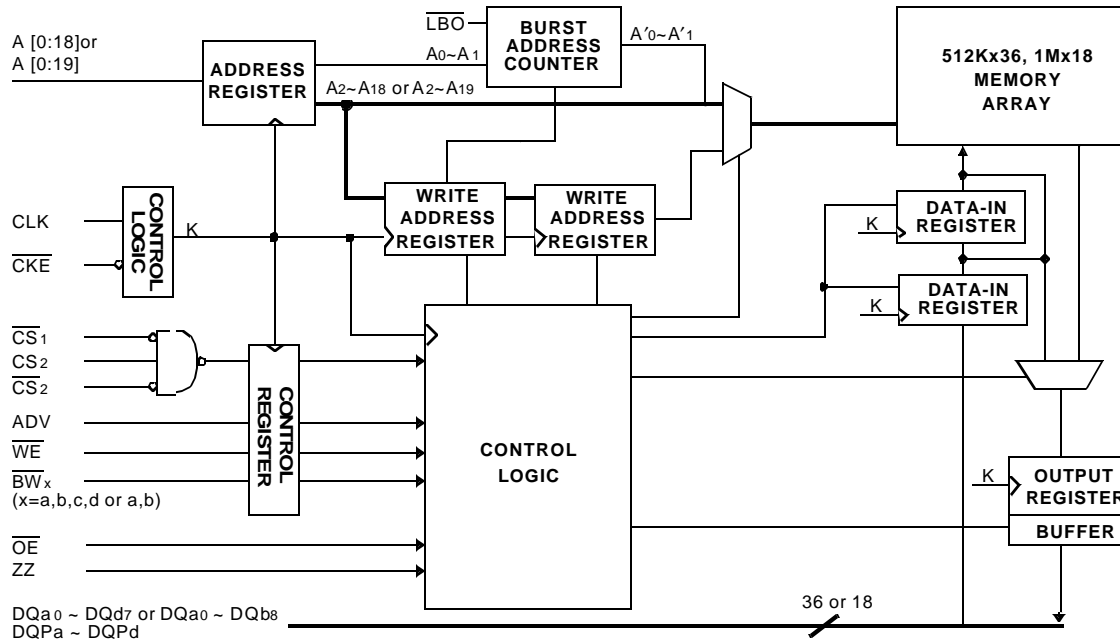 LBO
BURST
ADDRESS
COUNTER
A′0~A′1
A [0:18]or
A [0:19]
ADDRESS
REGISTER
A0~A1
A2~A18 or A2~A19
512Kx36, 1Mx18
MEMORY
ARRAY
WRITE
ADDRESS
REGISTER
WRITE
ADDRESS
REGISTER
DATA-IN
REGISTER
K
DATA-IN
REGISTER
K
CLK
CKE
CONTROL
LOGIC
K
CS1
CS2
CS2
ADV
WE
BWx
(x=a,b,c,d or a,b)
CONTROL
REGISTER
CONTROL
LOGIC
K
OUTPUT
REGISTER
BUFFER
OE
ZZ
DQa0 ~ DQd7 or DQa0 ~ DQb8
DQPa ~ DQPd
36 or 18